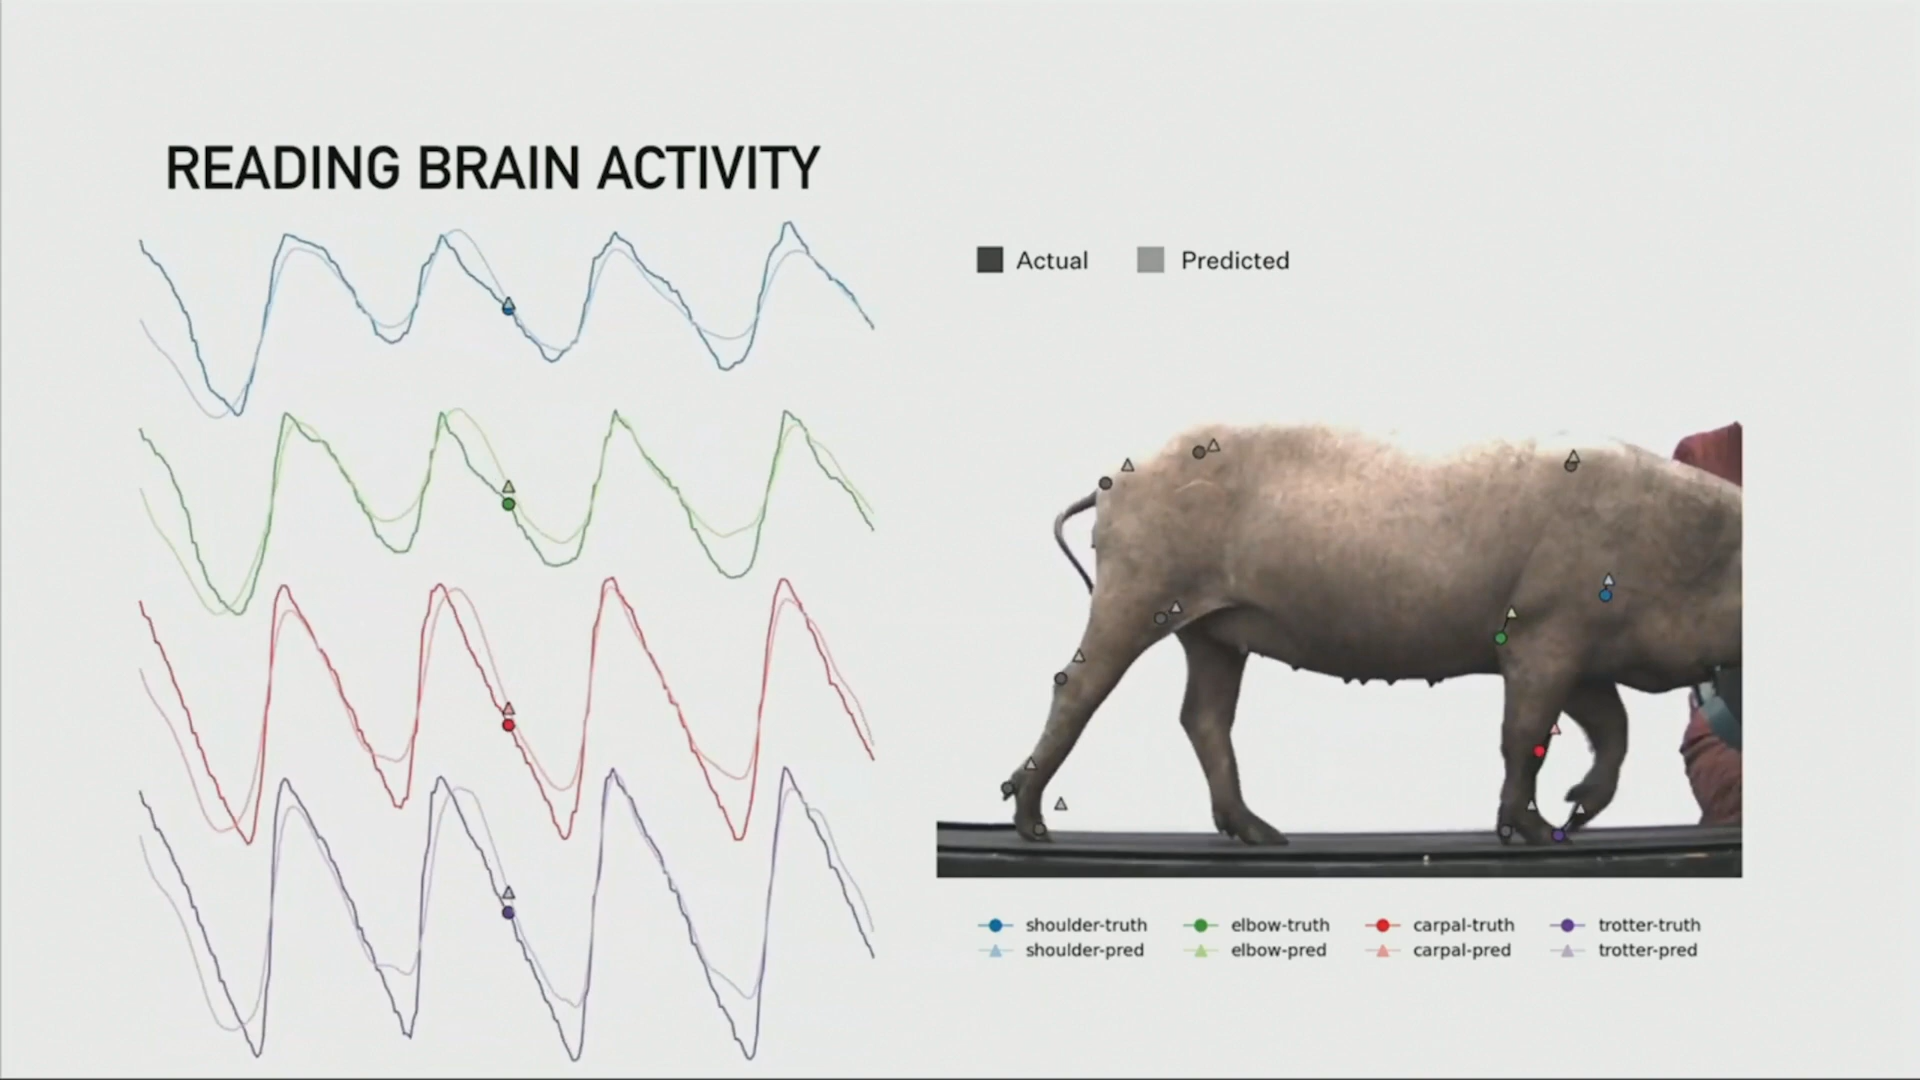 READING BRAIN ACTIVITY
Actual Predicted
shoulder-truth elbow-truth carpal-truth trotter-truth
shoulder-pred elbow-pred carpal-pred trotter-pred